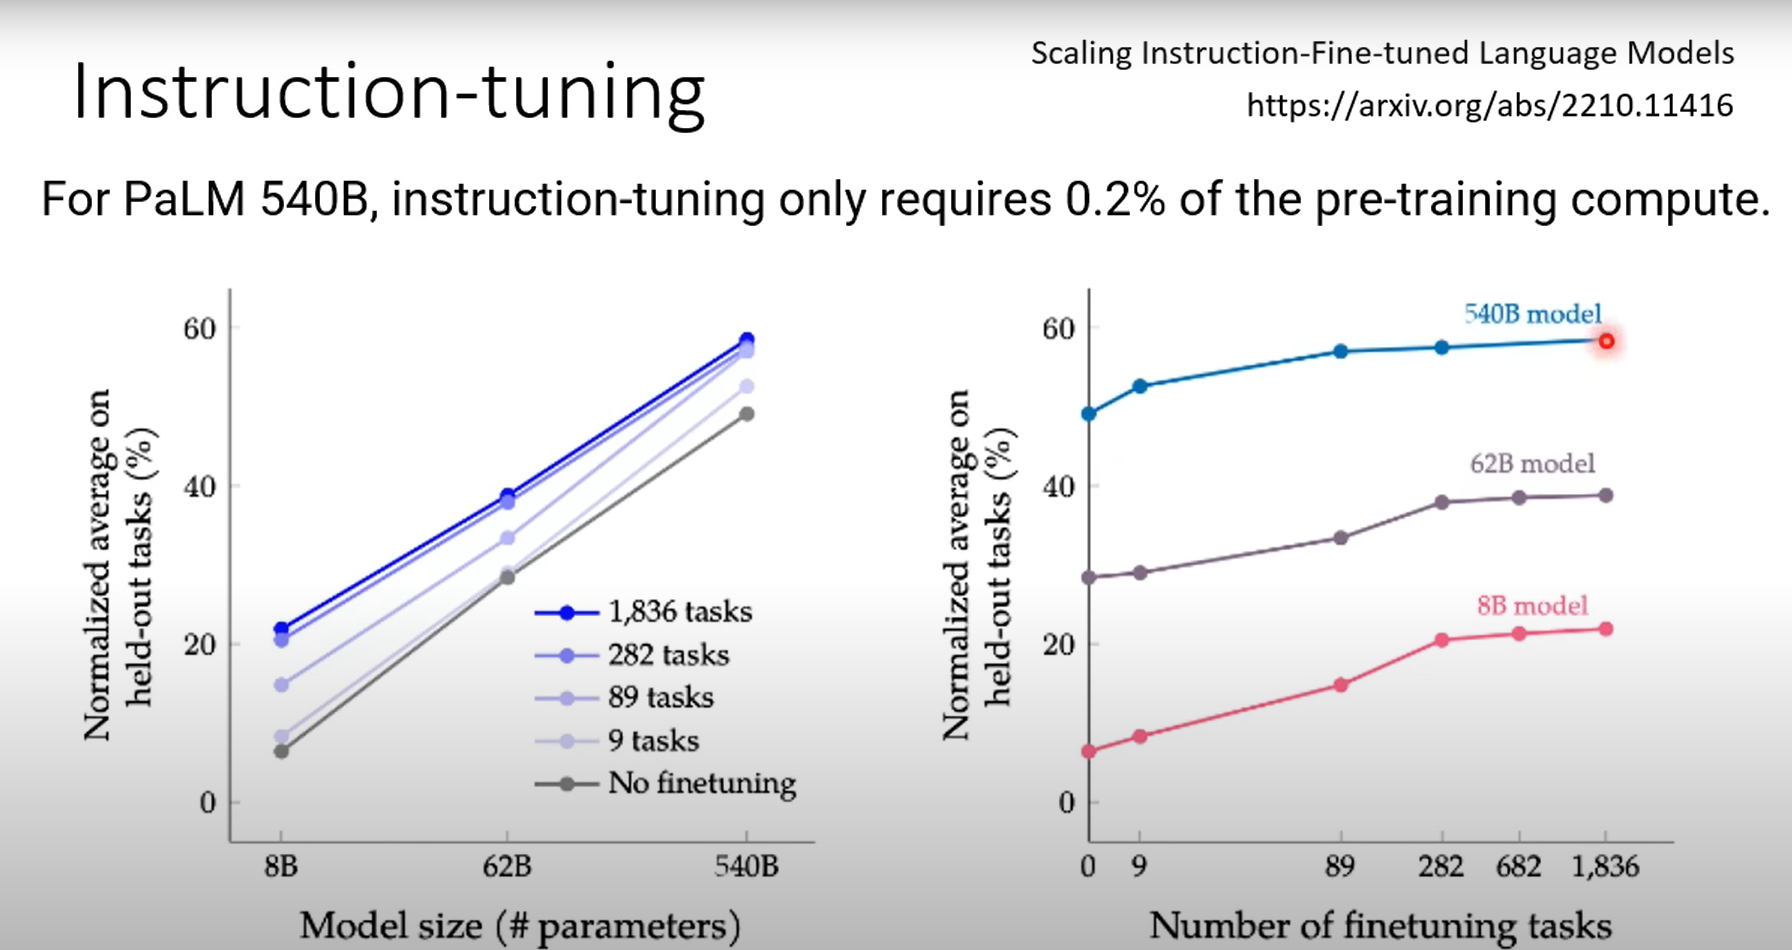 Instruction-tuning
Scaling Instruction-Fine-tuned Language Models
https://arxiv.org/abs/2210.11416
For PaLM 540B, instruction-tuning only requires 0.2% of the pre-training compute.
Normalized average on
held-out tasks (%)
60
40
20
0
1,836 tasks
282 tasks
89 tasks
9 tasks
No finetuning
8B
62B
540B
Model size (# parameters)
Normalized average on
held-out tasks (%)
60
40
20
0
540B model
62B model
8B model
0 9 89 282 682 1,836
Number of finetuning tasks